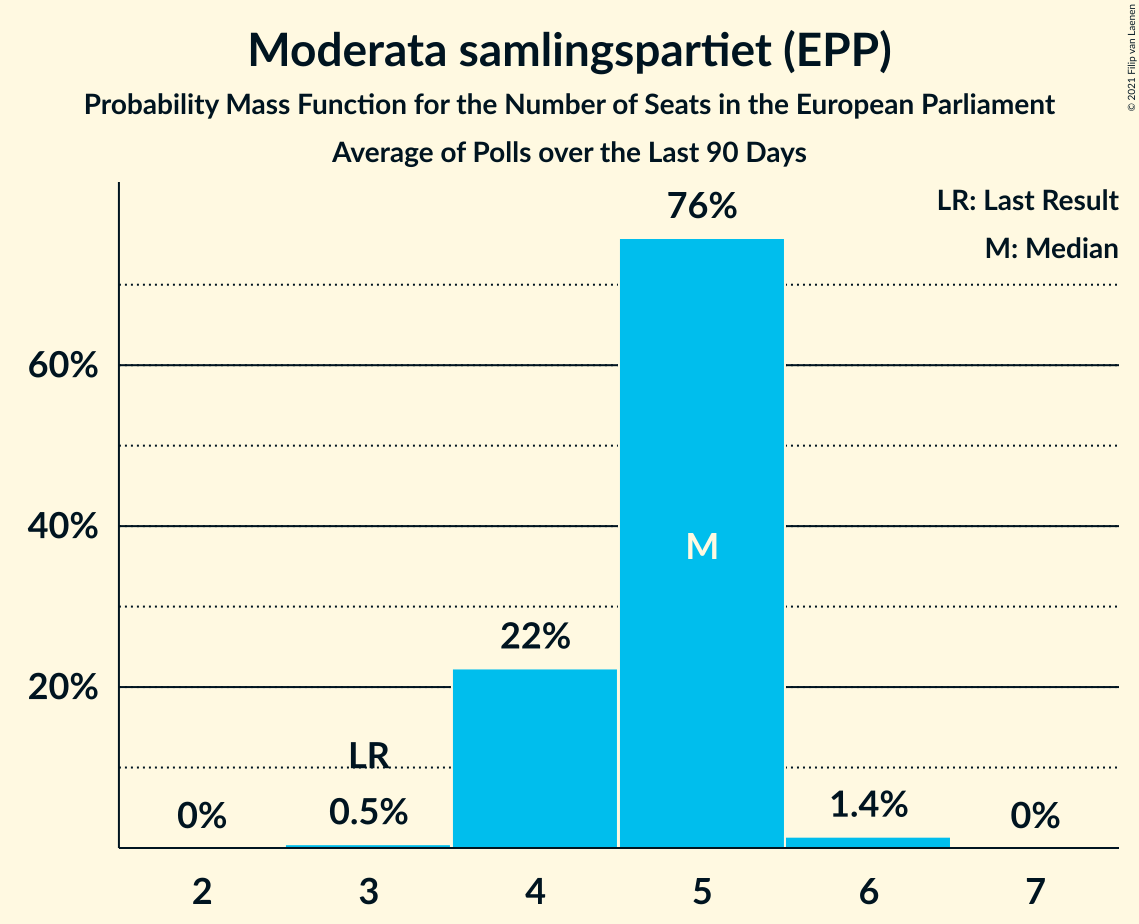 Moderata samlingspartiet (EPP)
Probability Mass Function for the Number of Seats in the European Parliament
Average of Polls over the Last 90 Days
© 2021 Filip van Laenen
LR: Last Result
M: Median
76%
60%
40%
M
22%
20%
LR
0%
0.5%
1.4%
0%
2
3
4
5
6
7